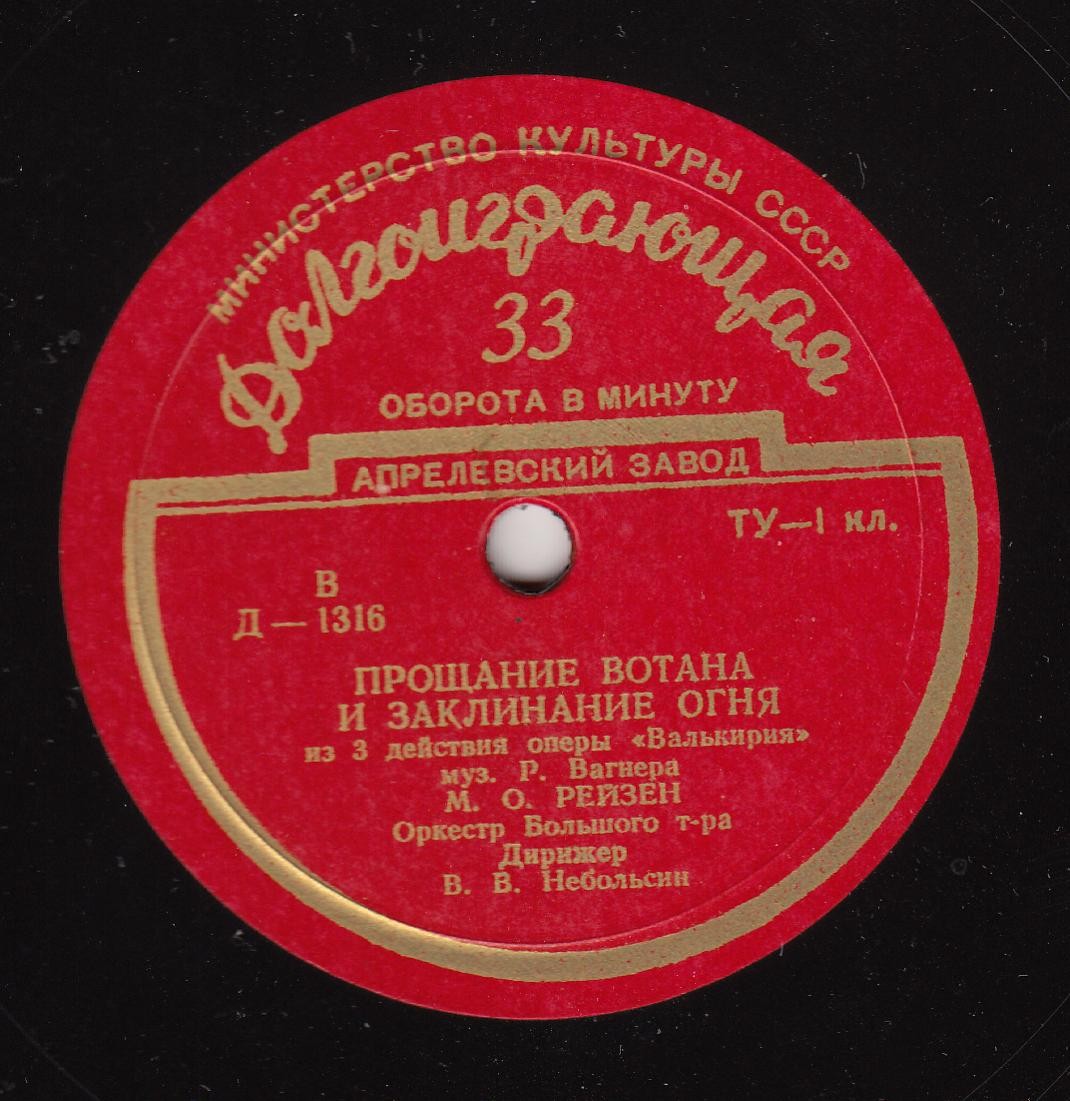 МИНИСТЕРСТВО КУЛЬТУРЫ СССР
Долгоиграющая
33
ОБОРОТА В МИНУТУ
АПРЕЛЕВСКИЙ ЗАВОД
ТУ—1 кл.
В
Д — 1316
ПРОЩАНИЕ ВОТАНА
И ЗАКЛИНАНИЕ ОГНЯ
из 3 действия оперы «Валькирия»
муз. Р. Вагнера
М. О. РЕЙЗЕН
Оркестр Большого т-ра
Дирижер
В. В. Небольсин